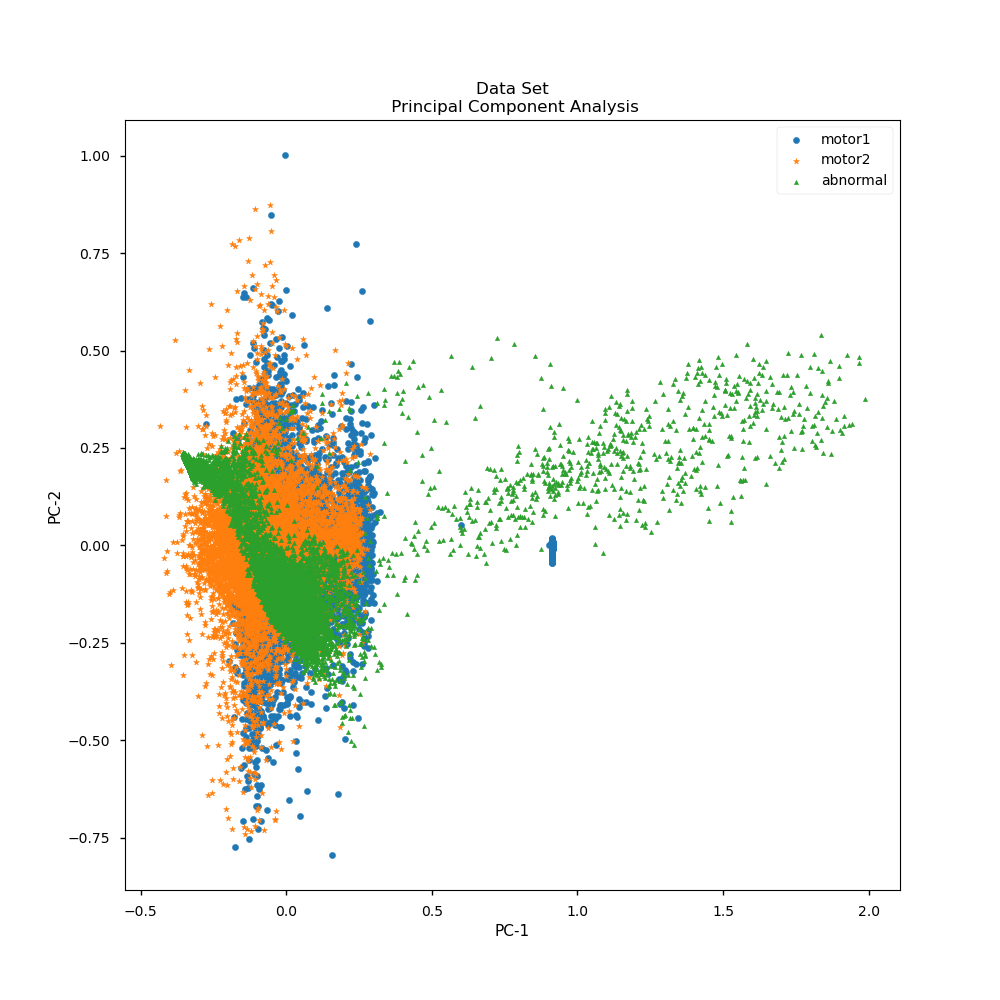 Data Set
Principal Component Analysis
motor1
motor2
abnormal
1.00
0.75
0.50
0.25
0.00
−0.25
−0.50
−0.75
PC-2
−0.5
0.0
0.5
1.0
1.5
2.0
PC-1